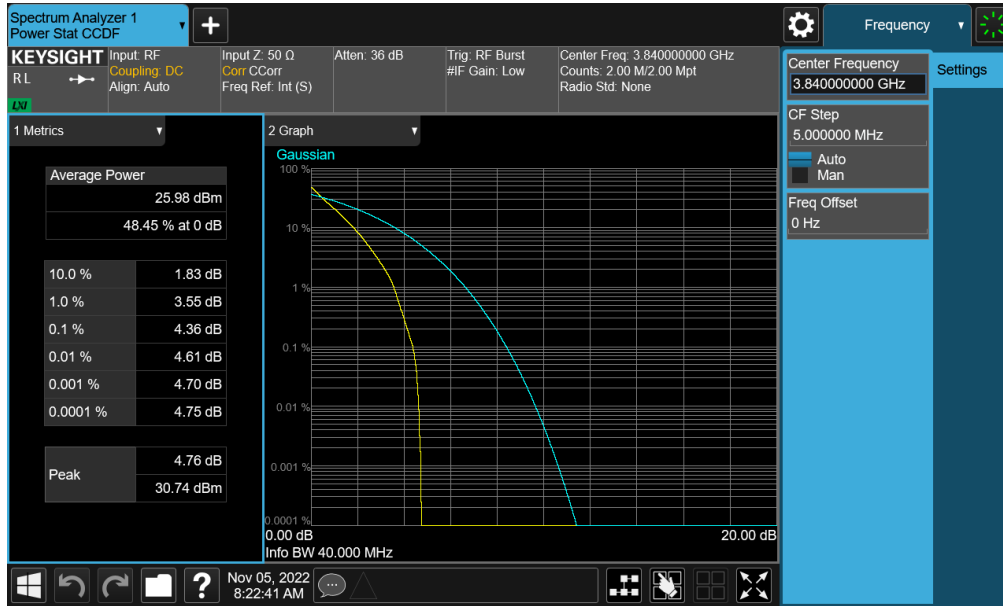 Spectrum Analyzer 1
Power Stat CCDF
Frequency
KEYSIGHT
R L
LXI
Input: RF
Coupling: DC
Align: Auto
Input Z: 50 Ω
Corr CCorr
Freq Ref: Int (S)
Atten: 36 dB
Trig: RF Burst
#IF Gain: Low
Center Freq: 3.840000000 GHz
Counts: 2.00 M/2.00 Mpt
Radio Std: None
Center Frequency
3.840000000 GHz
Settings
CF Step
5.000000 MHz
Auto
Man
Freq Offset
0 Hz
1 Metrics
Average Power
25.98 dBm
48.45 % at 0 dB
10.0 % 1.83 dB
1.0 % 3.55 dB
0.1 % 4.36 dB
0.01 % 4.61 dB
0.001 % 4.70 dB
0.0001 % 4.75 dB
Peak
4.76 dB
30.74 dBm
2 Graph
Gaussian
100 %
10 %
1 %
0.1 %
0.01 %
0.001 %
0.0001 %
0.00 dB 20.00 dB
Info BW 40.000 MHz
?
Nov 05, 2022
8:22:41 AM